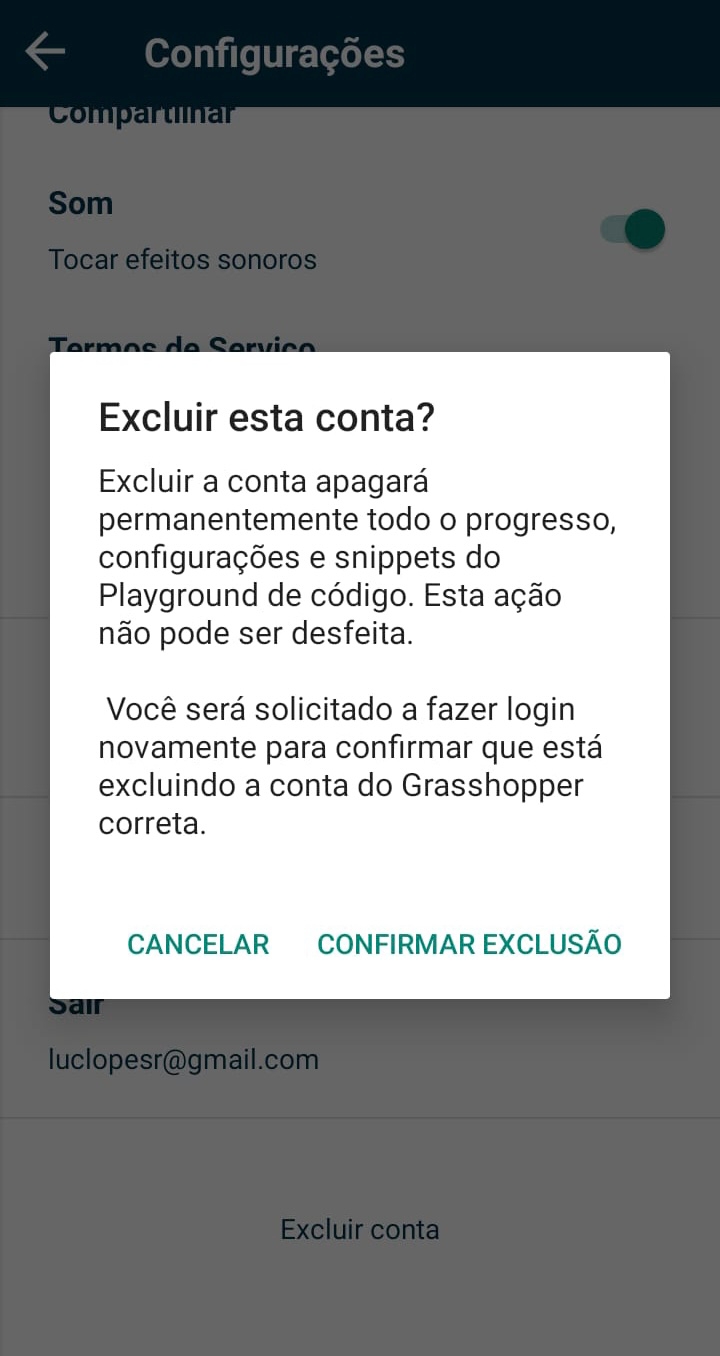 Configurações
Compartilhar
Som
Tocar efeitos sonoros
Termos de Serviço
Excluir esta conta?
Excluir a conta apagará
permanentemente todo o progresso,
configurações e snippets do
Playground de código. Esta ação
não pode ser desfeita.
Você será solicitado a fazer login
novamente para confirmar que está
excluindo a conta do Grasshopper
correta.
CANCELAR CONFIRMAR EXCLUSÃO
Sair
luclopesr@gmail.com
Excluir conta